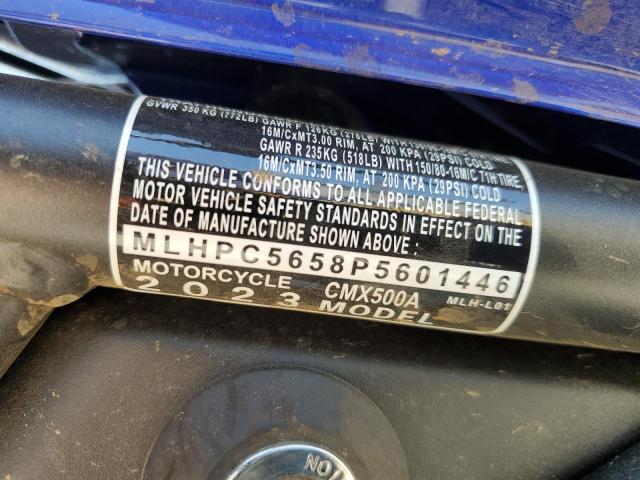 GVWR 350 KG (772LB) GAWR F 126KG (278LB)
16M/CxMT3.00 RIM, AT 200 KPA (29PSI) COLD
GAWR R 235KG (518LB) WITH 150/80-16M/C 71H TIRE,
16M/CxMT3.50 RIM, AT 200 KPA (29PSI) COLD
THIS VEHICLE CONFORMS TO ALL APPLICABLE FEDERAL
MOTOR VEHICLE SAFETY STANDARDS IN EFFECT ON THE
DATE OF MANUFACTURE SHOWN ABOVE :
MLHPC5658P5601446
MOTORCYCLE CMX500A MLH-L01
2023 MODEL
ION